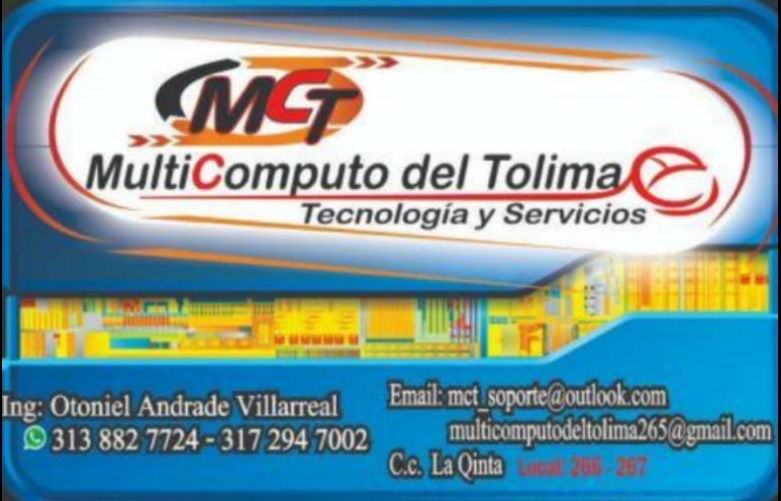 MCT
MultiComputo del Tolima
Tecnología y Servicios
Ing: Otoniel Andrade Villarreal
313 882 7724 - 317 294 7002
Email: mct_soporte@outlook.com
multicomputodeltolima265@gmail.com
C.c. La Qinta Local: 266 - 267